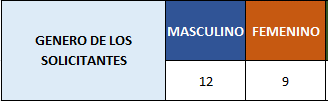 GENERO DE LOS
SOLICITANTES
MASCULINO
FEMENINO
12
9